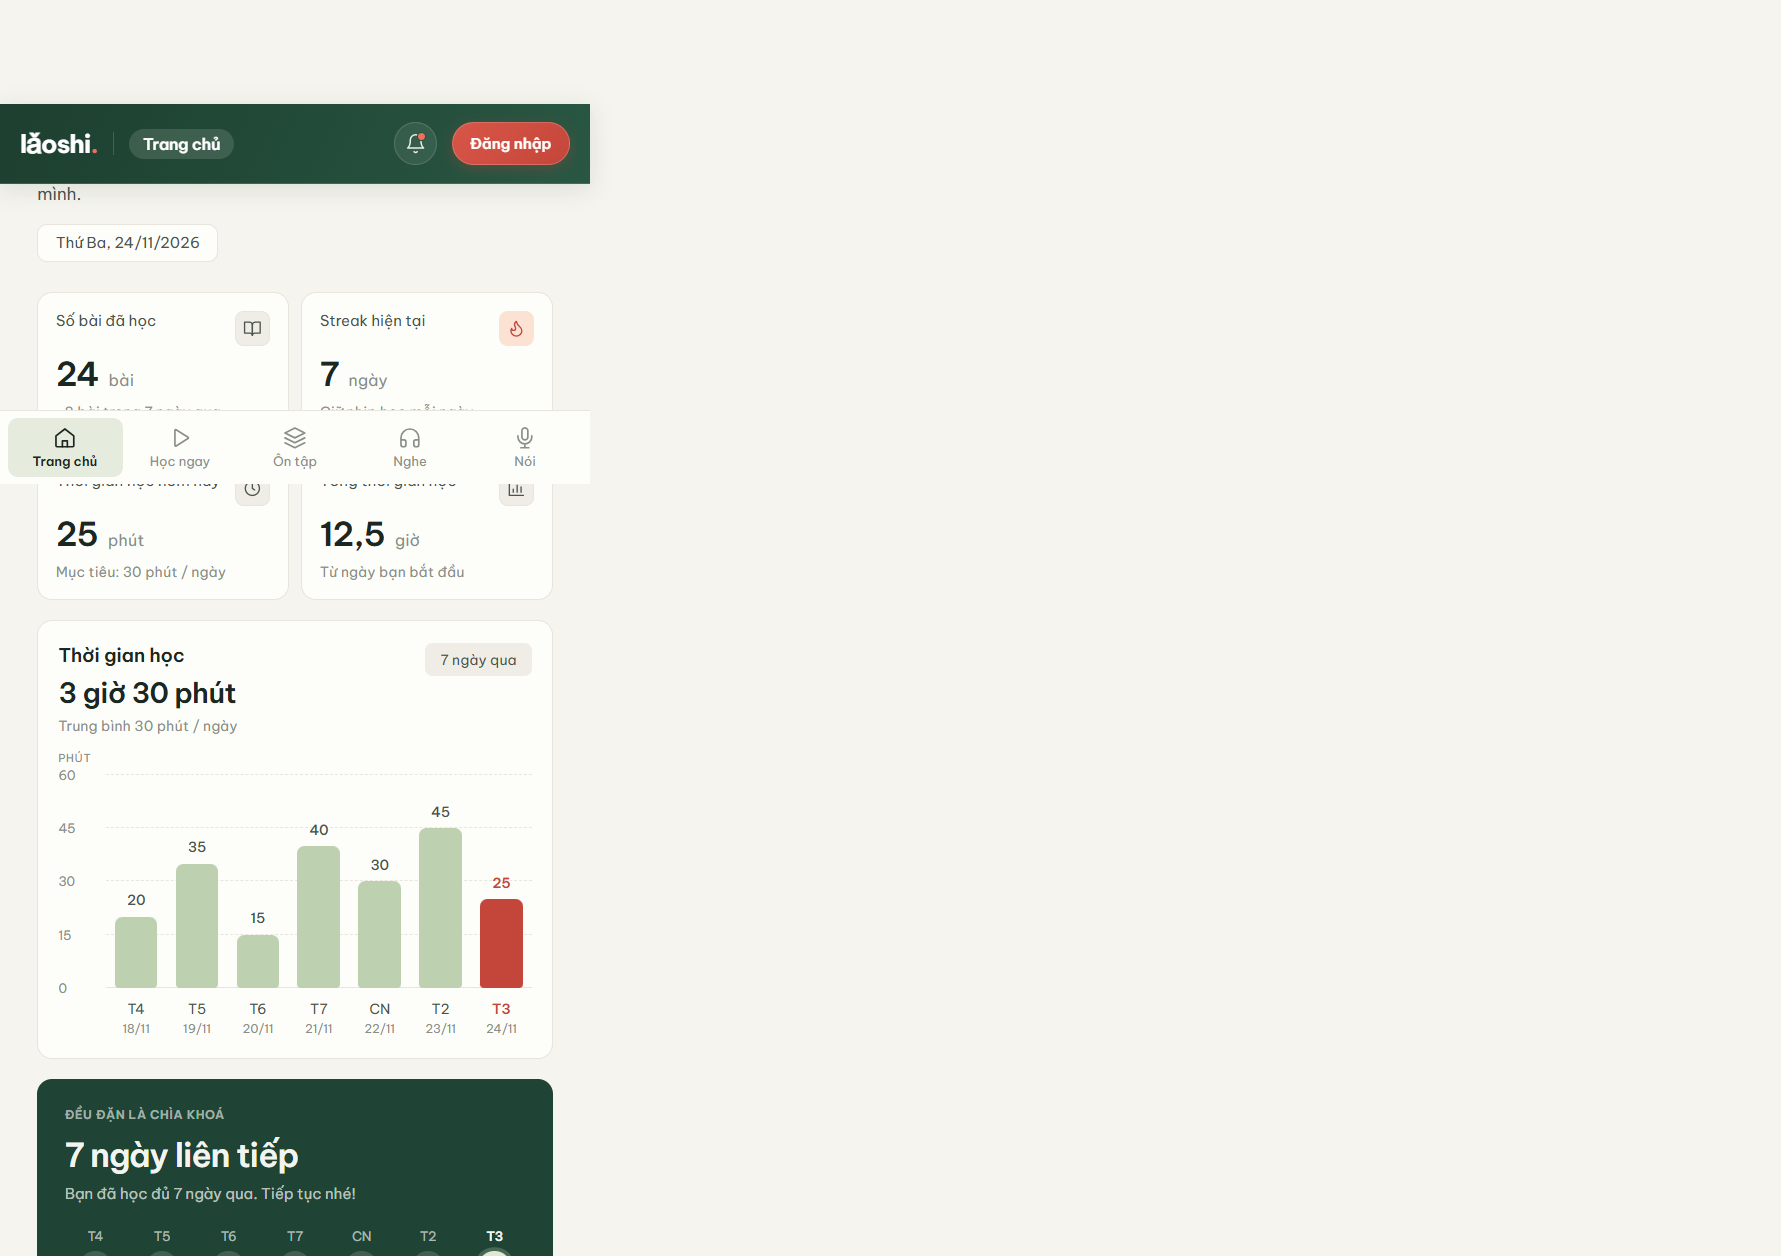 lǎoshi.
Trang chủ
Đăng nhập
mình.
Thứ Ba, 24/11/2026
Số bài đã học
24 bài
Streak hiện tại
7 ngày
Trang chủ
Học ngay
Ôn tập
Nghe
Nói
25 phút
Mục tiêu: 30 phút / ngày
12,5 giờ
Từ ngày bạn bắt đầu
Thời gian học
7 ngày qua
3 giờ 30 phút
Trung bình 30 phút / ngày
PHÚT
60
45
30
15
0
20
35
15
40
30
45
25
T4 T5 T6 T7 CN T2 T3
18/11 19/11 20/11 21/11 22/11 23/11 24/11
ĐỀU ĐẶN LÀ CHÌA KHOÁ
7 ngày liên tiếp
Bạn đã học đủ 7 ngày qua. Tiếp tục nhé!
T4 T5 T6 T7 CN T2 T3